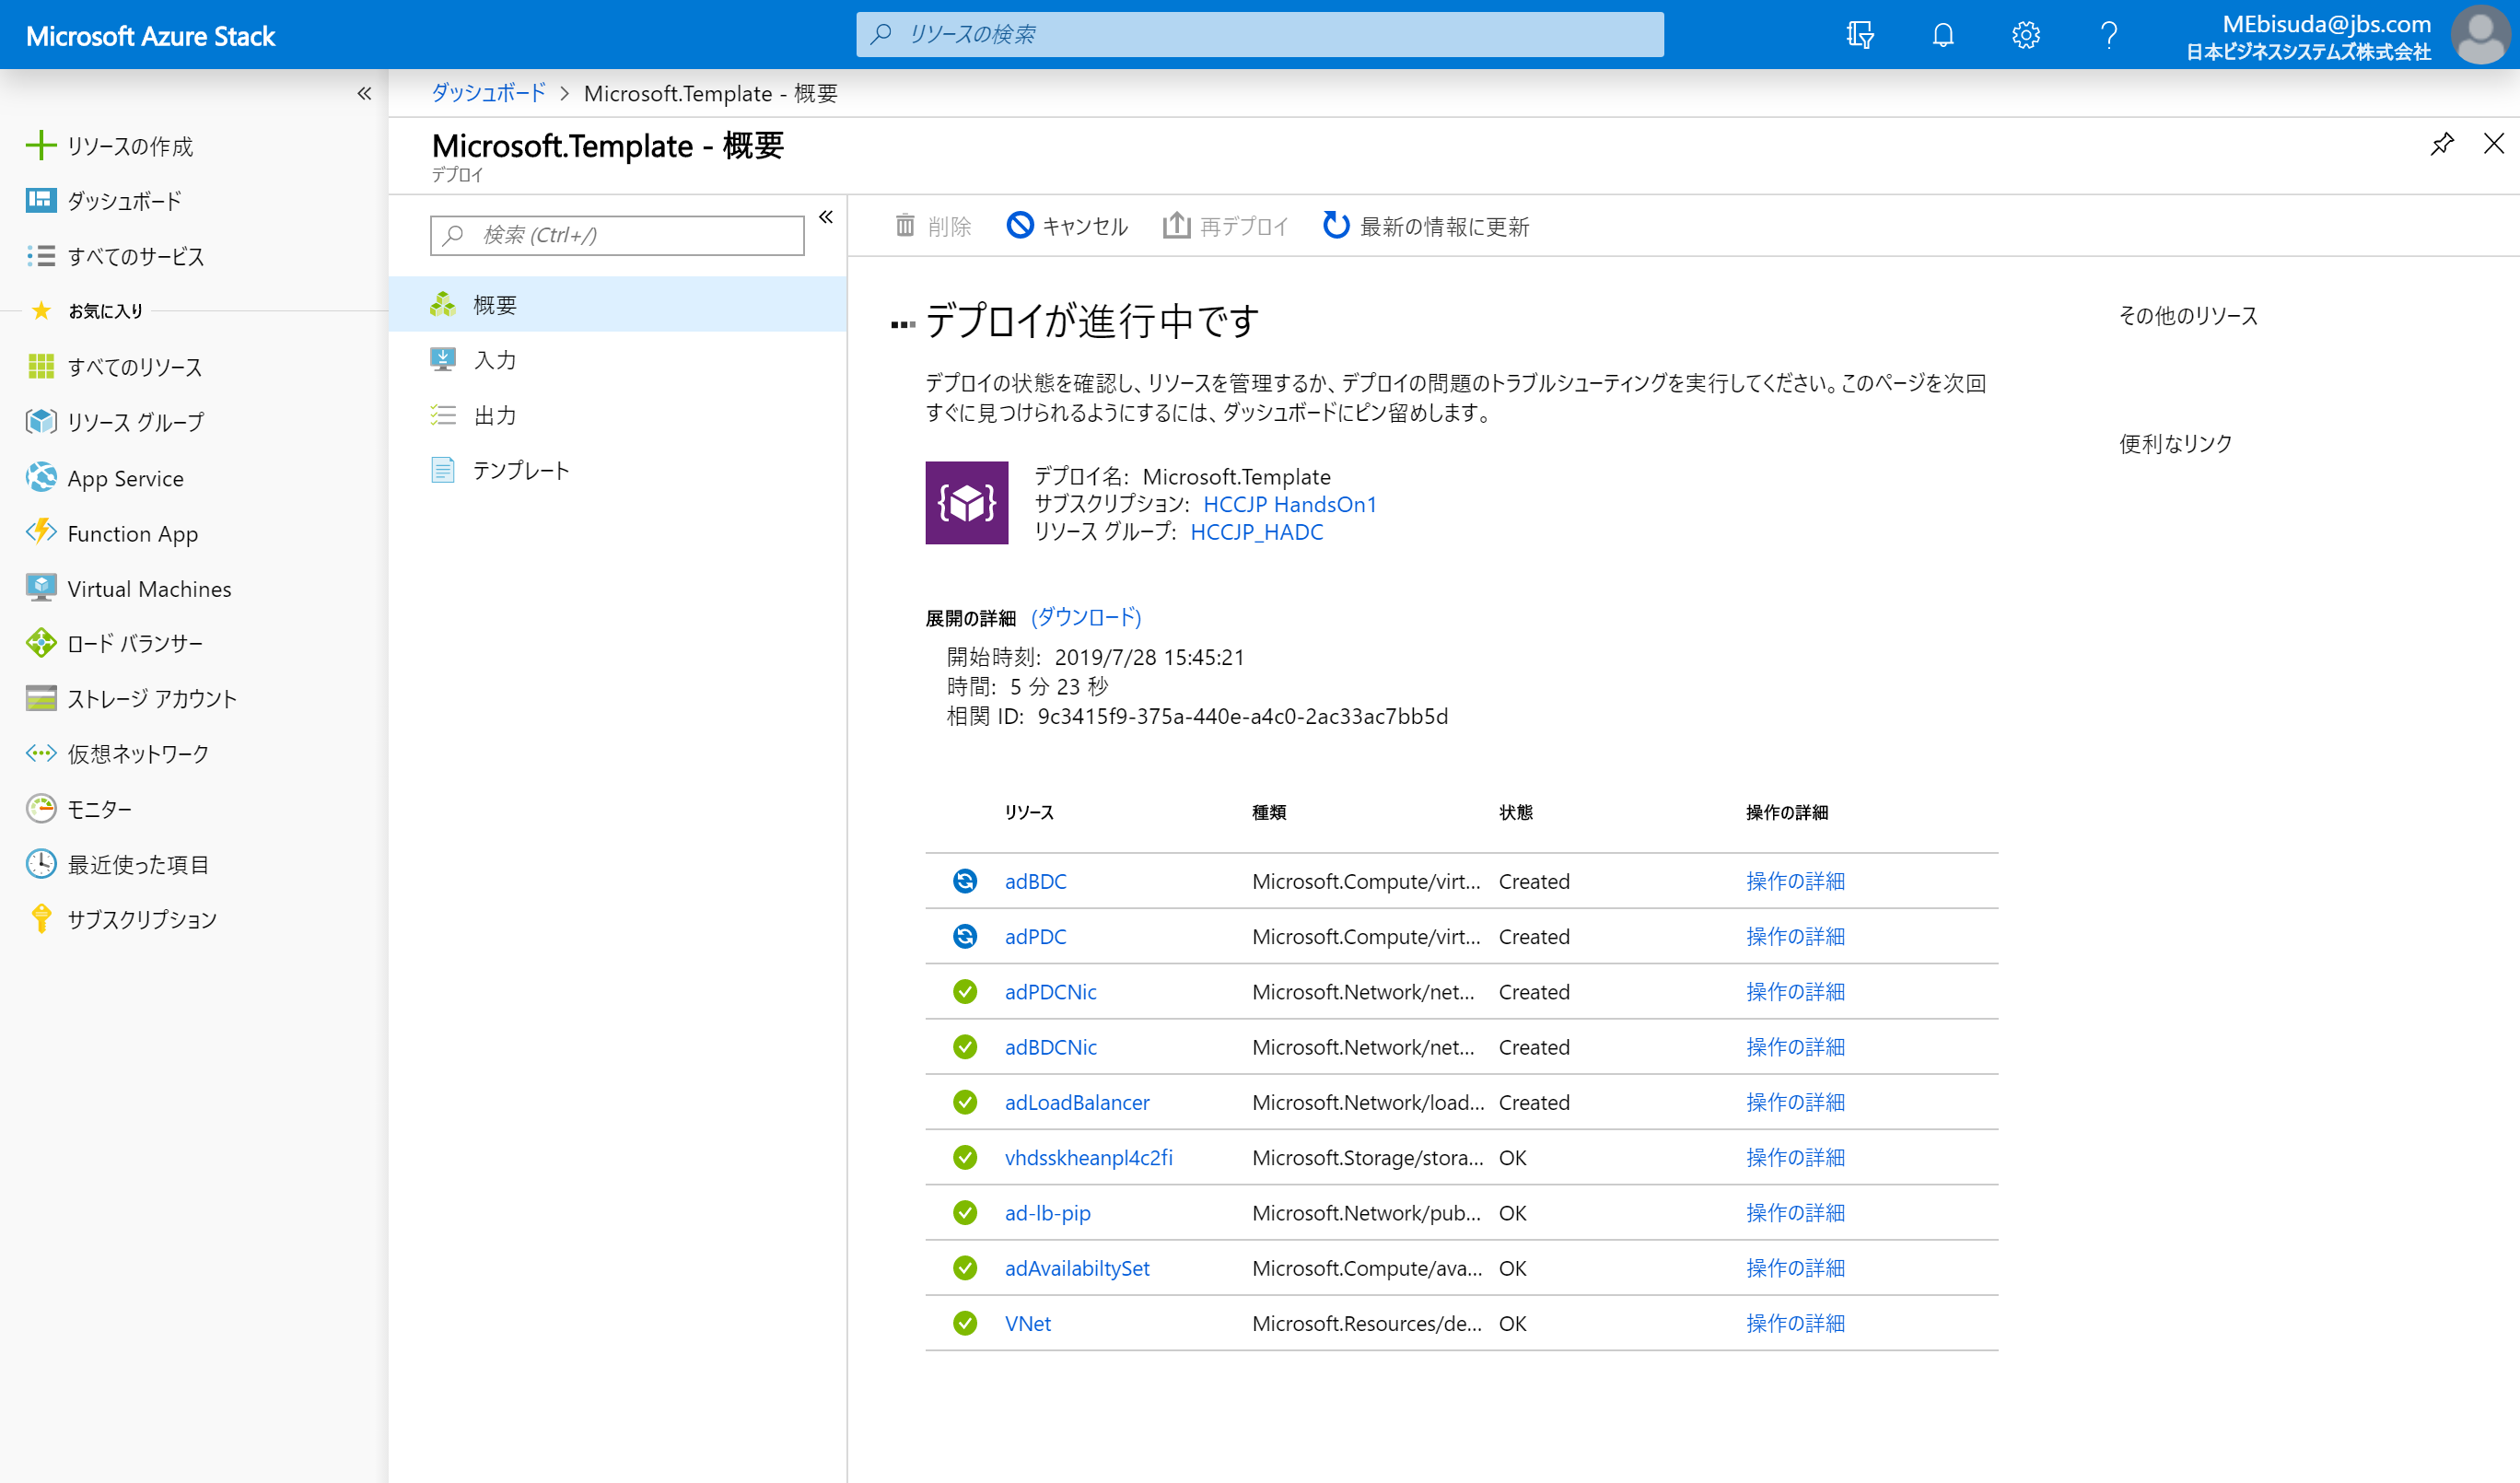 Microsoft Azure Stack
リソースの検索
MEbisuda@jbs.com
日本ビジネスシステムズ株式会社
リソースの作成
ダッシュボード
すべてのサービス
お気に入り
すべてのリソース
リソース グループ
App Service
Function App
Virtual Machines
ロード バランサー
ストレージ アカウント
仮想ネットワーク
モニター
最近使った項目
サブスクリプション
ダッシュボード > Microsoft.Template - 概要
Microsoft.Template - 概要
デプロイ
検索 (Ctrl+/)
概要
入力
出力
テンプレート
削除 キャンセル 再デプロイ 最新の情報に更新
デプロイが進行中です
デプロイの状態を確認し、リソースを管理するか、デプロイの問題のトラブルシューティングを実行してください。このページを次回
すぐに見つけられるようにするには、ダッシュボードにピン留めします。
デプロイ名: Microsoft.Template
サブスクリプション: HCCJP HandsOn1
リソース グループ: HCCJP_HADC
展開の詳細 (ダウンロード)
開始時刻: 2019/7/28 15:45:21
時間: 5 分 23 秒
相関 ID: 9c3415f9-375a-440e-a4c0-2ac33ac7bb5d
リソース 種類 状態 操作の詳細
adBDC Microsoft.Compute/virt... Created 操作の詳細
adPDC Microsoft.Compute/virt... Created 操作の詳細
adPDCNic Microsoft.Network/net... Created 操作の詳細
adBDCNic Microsoft.Network/net... Created 操作の詳細
adLoadBalancer Microsoft.Network/load... Created 操作の詳細
vhdsskheanpl4c2fi Microsoft.Storage/stora... OK 操作の詳細
ad-lb-pip Microsoft.Network/pub... OK 操作の詳細
adAvailabiltySet Microsoft.Compute/ava... OK 操作の詳細
VNet Microsoft.Resources/de... OK 操作の詳細
その他のリソース
便利なリンク